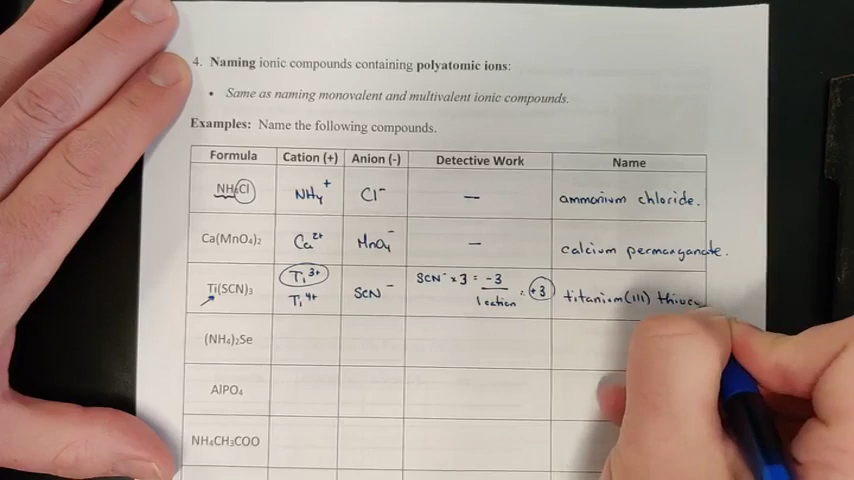 4. Naming ionic compounds containing polyatomic ions:
• Same as naming monovalent and multivalent ionic compounds.
Examples: Name the following compounds.
Formula Cation (+) Anion (-) Detective Work Name
NH₄Cl NH₄⁺ Cl⁻ — ammonium chloride.
Ca(MnO₄)₂ Ca²⁺ MnO₄⁻ — calcium permanganate.
Ti(SCN)₃ Ti³⁺ SCN⁻ SCN⁻ × 3 = -3 = +3 titanium(III)
Ti⁴⁺ 1 cation
(NH₄)₂Se
AlPO₄
NH₄CH₃COO